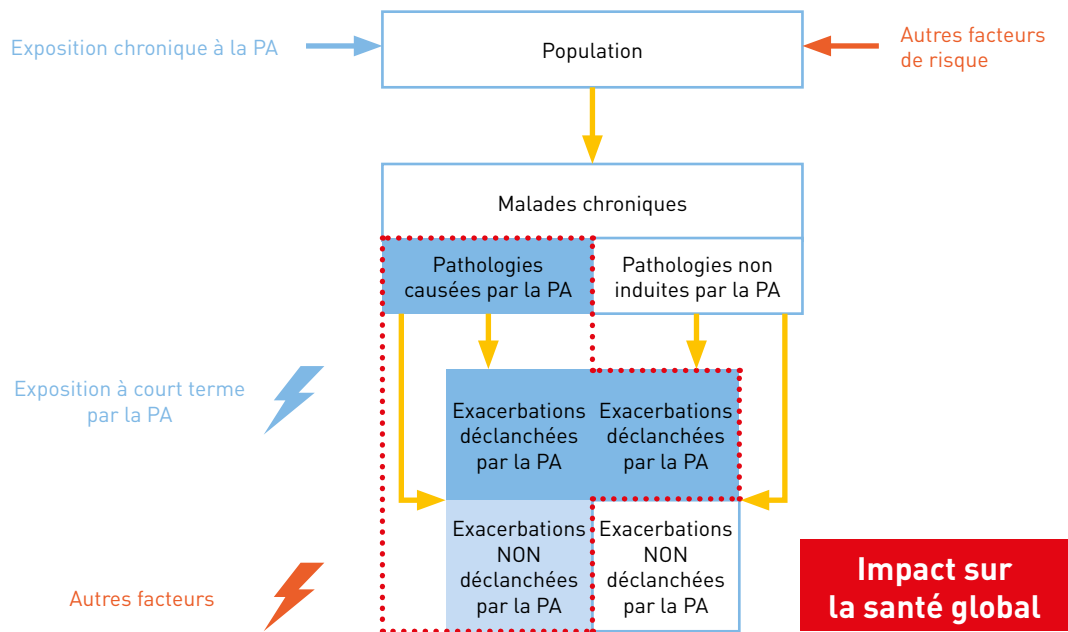 Exposition chronique à la PA
Population
Autres facteurs
de risque
Malades chroniques
Pathologies
causées par la PA
Pathologies non
induites par la PA
Exposition à court terme
par la PA
Exacerbations
déclanchées
par la PA
Exacerbations
déclanchées
par la PA
Autres facteurs
Exacerbations
NON
déclanchées
par la PA
Exacerbations
NON
déclanchées
par la PA
Impact sur
la santé global